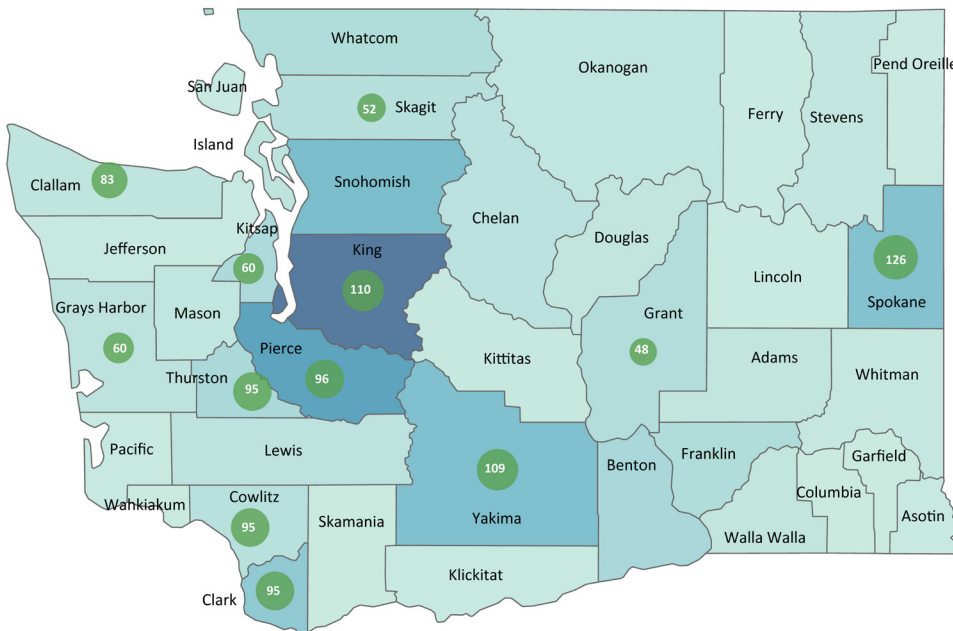 Whatcom
Okanogan
Pend Oreille
San Juan
52
Skagit
Ferry
Stevens
Island
Clallam
83
Snohomish
Chelan
Douglas
Kitsap
Jefferson
King
60
110
126
Lincoln
Spokane
Grays Harbor
Mason
Grant
60
Pierce
48
Kittitas
Adams
Whitman
Thurston
95
96
Pacific
Lewis
Franklin
Garfield
Benton
109
Wahkiakum
Cowlitz
Columbia
Skamania
Yakima
Asotin
95
Walla Walla
Klickitat
95
Clark